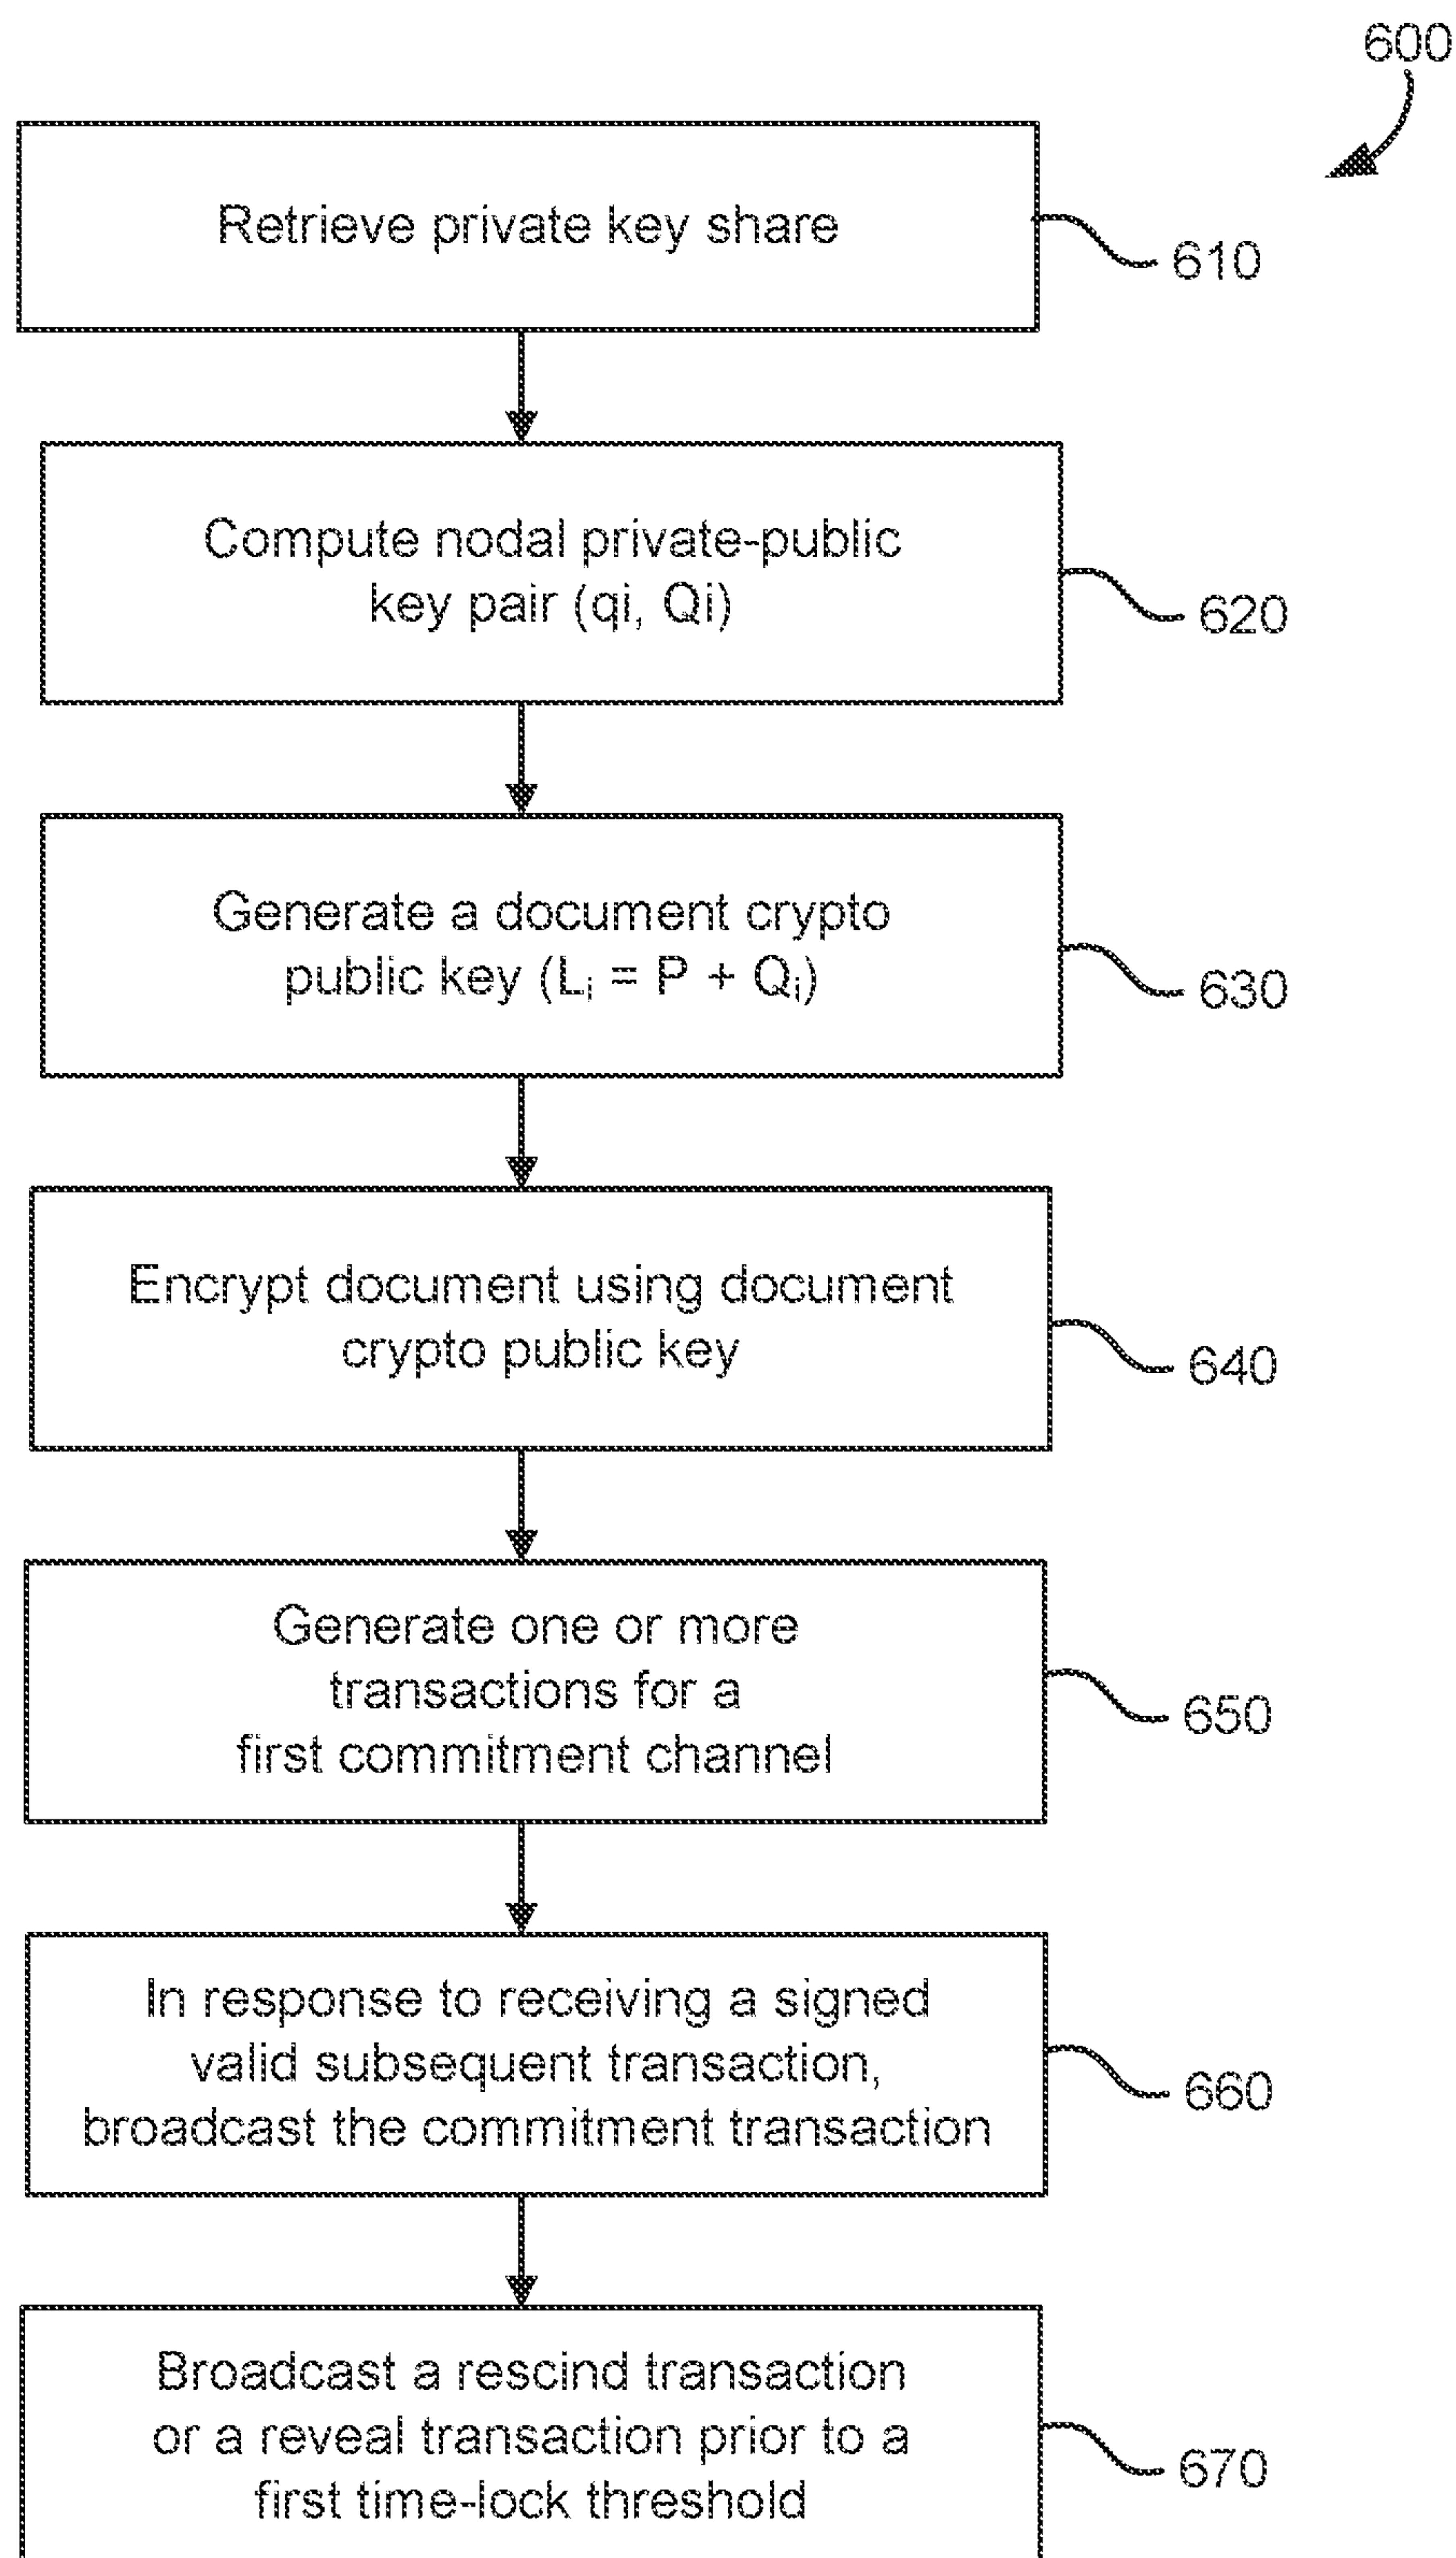 600
Retrieve private key share
610
Compute nodal private-public
key pair (qi, Qi)
620
Generate a document crypto
public key (Lᵢ = P + Qᵢ)
630
Encrypt document using document
crypto public key
640
Generate one or more
transactions for a
first commitment channel
650
In response to receiving a signed
valid subsequent transaction,
broadcast the commitment transaction
660
Broadcast a rescind transaction
or a reveal transaction prior to a
first time-lock threshold
670